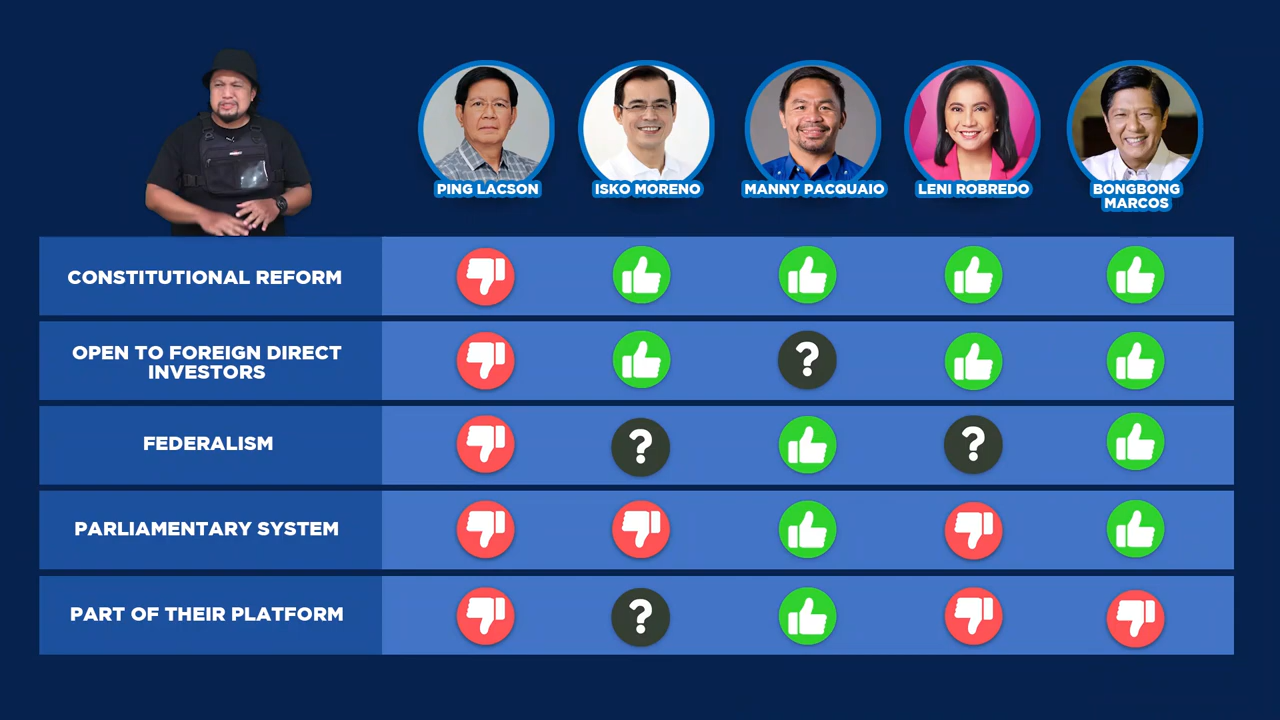 PING LACSON
ISKO MORENO
MANNY PACQUAIO
LENI ROBREDO
BONGBONG
MARCOS
CONSTITUTIONAL REFORM
OPEN TO FOREIGN DIRECT
INVESTORS
?
FEDERALISM
?
?
PARLIAMENTARY SYSTEM
PART OF THEIR PLATFORM
?